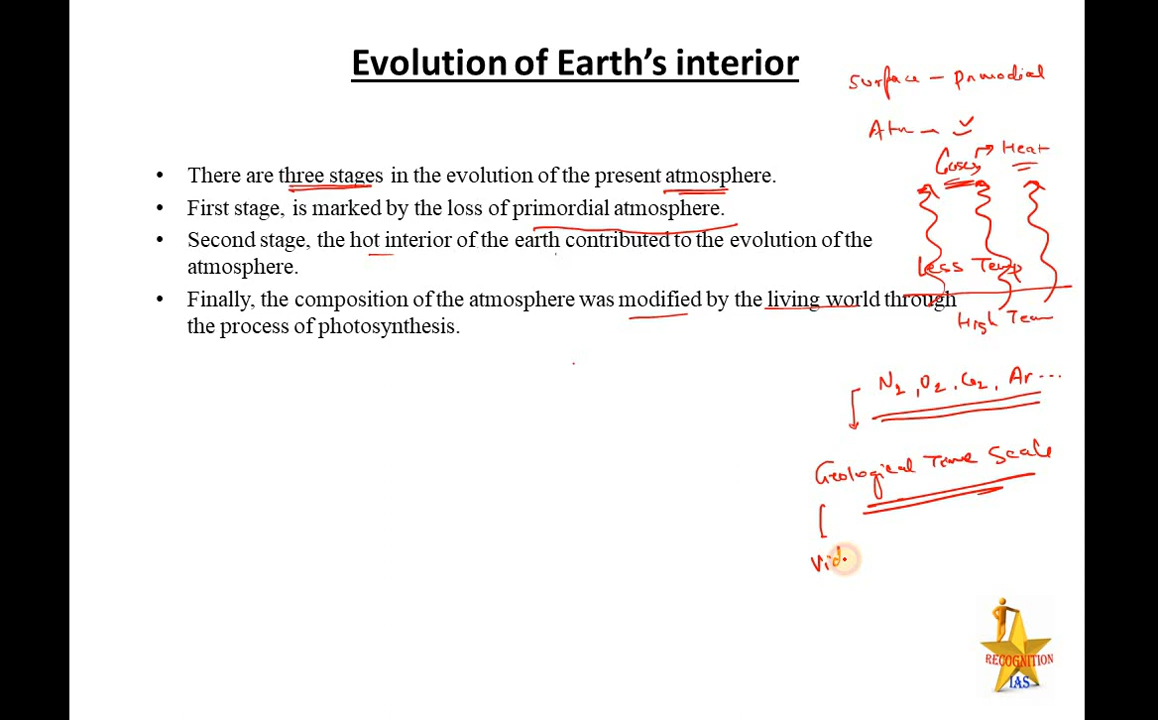 Evolution of Earth's interior
Surface – Primodial
Atm –
Gases → Heat
• There are three stages in the evolution of the present atmosphere.
• First stage, is marked by the loss of primordial atmosphere.
• Second stage, the hot interior of the earth contributed to the evolution of the
atmosphere.
Less Temp
• Finally, the composition of the atmosphere was modified by the living world through
the process of photosynthesis.
High Tem
N2, O2, Co2, Ar ...
Geological Time Scale
Vid
RECOGNITION
IAS